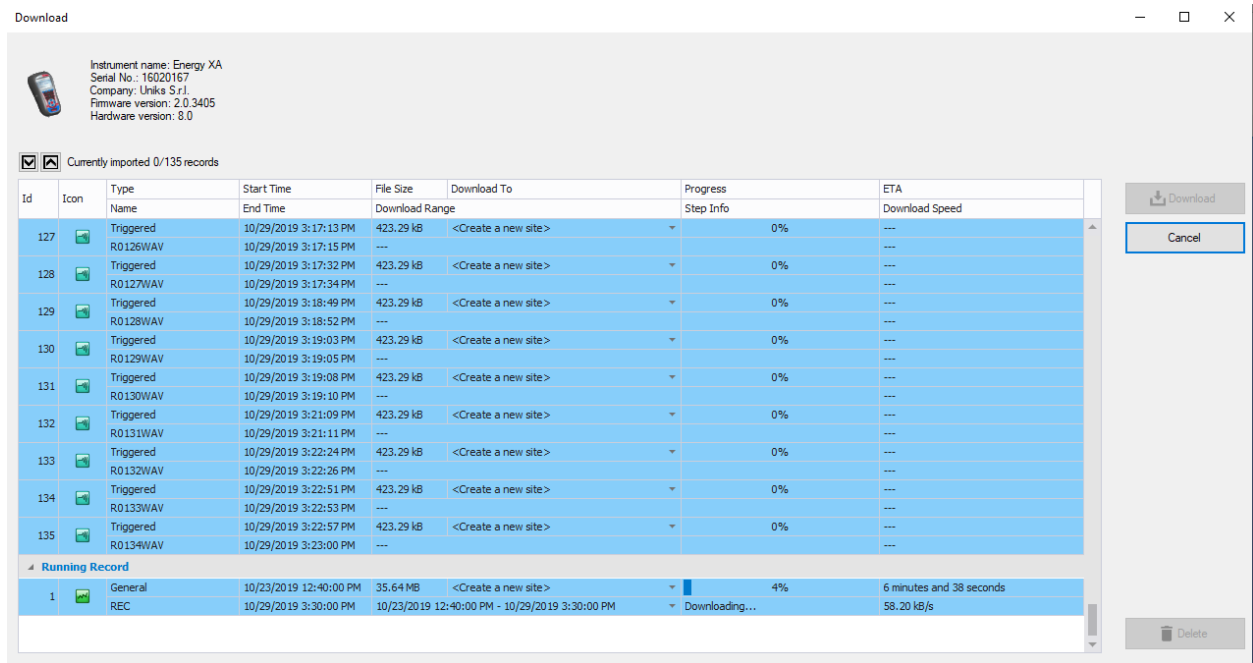 Download
Instrument name: Energy XA
Serial No.: 16020167
Company: Uniks S.r.l.
Firmware version: 2.0.3405
Hardware version: 8.0
Currently imported 0/135 records
Id Icon Type Start Time File Size Download To Progress ETA
Name End Time Download Range Step Info Download Speed
Download
Cancel
127 Triggered 10/29/2019 3:17:13 PM 423.29 kB <Create a new site> 0% ---
R0126WAV 10/29/2019 3:17:15 PM --- ---
128 Triggered 10/29/2019 3:17:32 PM 423.29 kB <Create a new site> 0% ---
R0127WAV 10/29/2019 3:17:34 PM --- ---
129 Triggered 10/29/2019 3:18:49 PM 423.29 kB <Create a new site> 0% ---
R0128WAV 10/29/2019 3:18:52 PM --- ---
130 Triggered 10/29/2019 3:19:03 PM 423.29 kB <Create a new site> 0% ---
R0129WAV 10/29/2019 3:19:05 PM --- ---
131 Triggered 10/29/2019 3:19:08 PM 423.29 kB <Create a new site> 0% ---
R0130WAV 10/29/2019 3:19:10 PM --- ---
132 Triggered 10/29/2019 3:21:09 PM 423.29 kB <Create a new site> 0% ---
R0131WAV 10/29/2019 3:21:11 PM --- ---
133 Triggered 10/29/2019 3:22:24 PM 423.29 kB <Create a new site> 0% ---
R0132WAV 10/29/2019 3:22:26 PM --- ---
134 Triggered 10/29/2019 3:22:51 PM 423.29 kB <Create a new site> 0% ---
R0133WAV 10/29/2019 3:22:53 PM --- ---
135 Triggered 10/29/2019 3:22:57 PM 423.29 kB <Create a new site> 0% ---
R0134WAV 10/29/2019 3:23:00 PM --- ---
Running Record
1 General 10/23/2019 12:40:00 PM 35.64 MB <Create a new site> 4% 6 minutes and 38 seconds
REC 10/29/2019 3:30:00 PM 10/23/2019 12:40:00 PM - 10/29/2019 3:30:00 PM Downloading... 58.20 kB/s
Delete